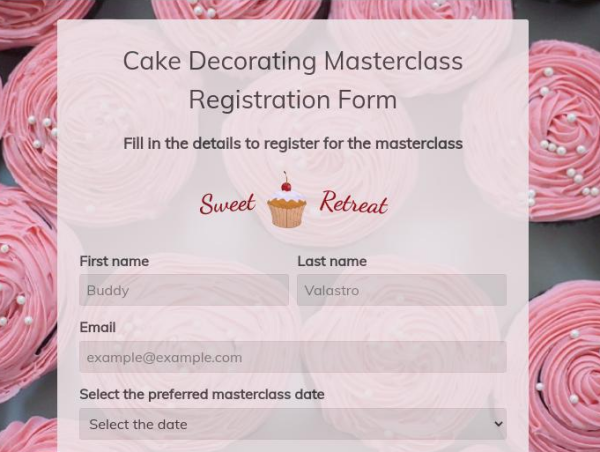 Cake Decorating Masterclass
Registration Form
Fill in the details to register for the masterclass
Sweet Retreat
First name Last name
Buddy Valastro
Email
example@example.com
Select the preferred masterclass date
Select the date